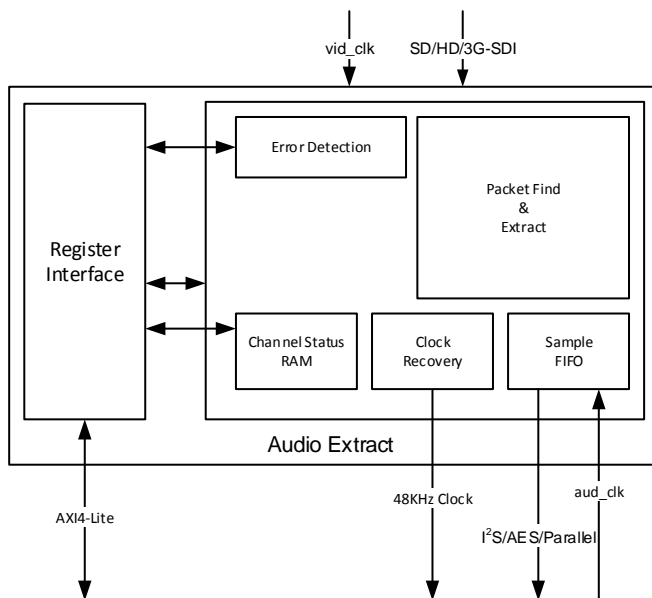 vid_clk
SD/HD/3G-SDI
Error Detection
Packet Find
&
Extract
Register
Interface
Channel Status
RAM
Clock
Recovery
Sample
FIFO
Audio Extract
AXI4-Lite
48KHz Clock
aud_clk
I²S/AES/Parallel